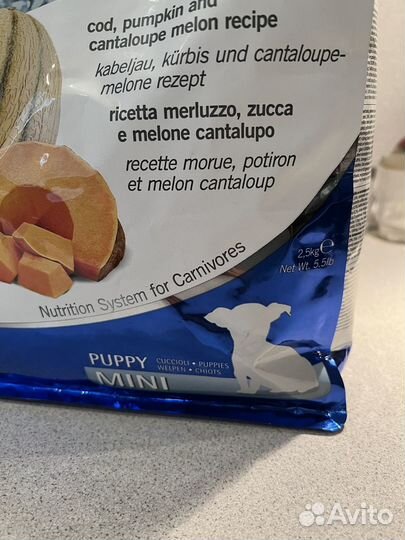 cod, pumpkin and
cantaloupe melon recipe
kabeljau, kürbis und cantaloupe-
melone rezept
ricetta merluzzo, zucca
e melone cantalupo
recette morue, potiron
et melon cantaloup
2,5kg ℮
Net Wt. 5.5lb
Nutrition System for Carnivores
PUPPY
CUCCIOLI • PUPPIES
WELPEN • CHIOTS
MINI
Avito